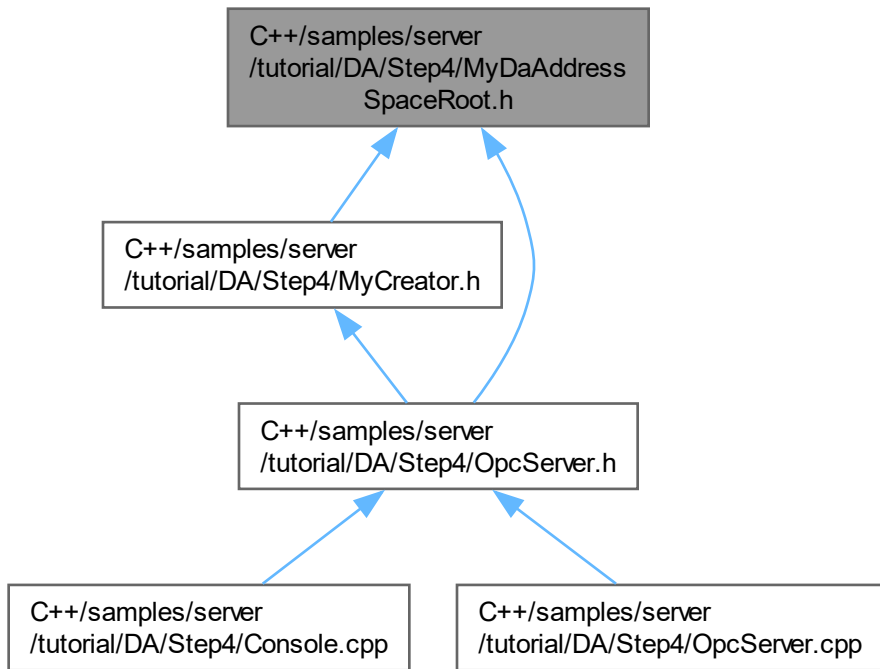 C++/samples/server
/tutorial/DA/Step4/MyDaAddress
SpaceRoot.h
C++/samples/server
/tutorial/DA/Step4/MyCreator.h
C++/samples/server
/tutorial/DA/Step4/OpcServer.h
C++/samples/server
/tutorial/DA/Step4/Console.cpp
C++/samples/server
/tutorial/DA/Step4/OpcServer.cpp